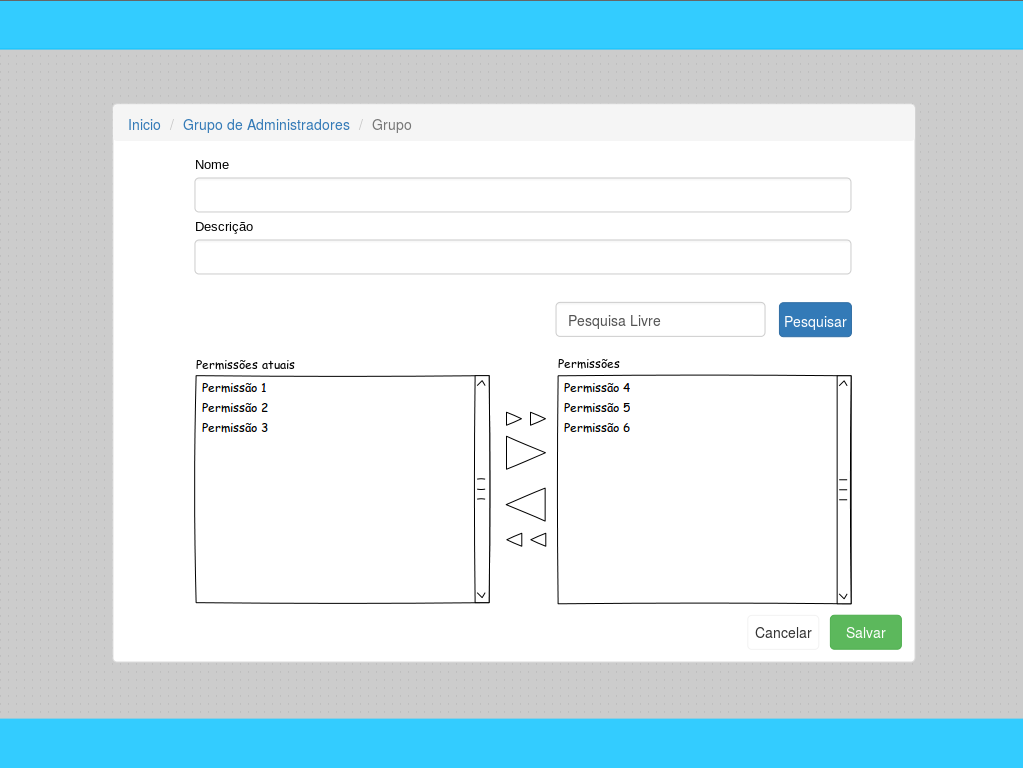 Inicio / Grupo de Administradores / Grupo
Nome
Descrição
Pesquisa Livre
Pesquisar
Permissões atuais
Permissão 1
Permissão 2
Permissão 3
Permissões
Permissão 4
Permissão 5
Permissão 6
Cancelar
Salvar